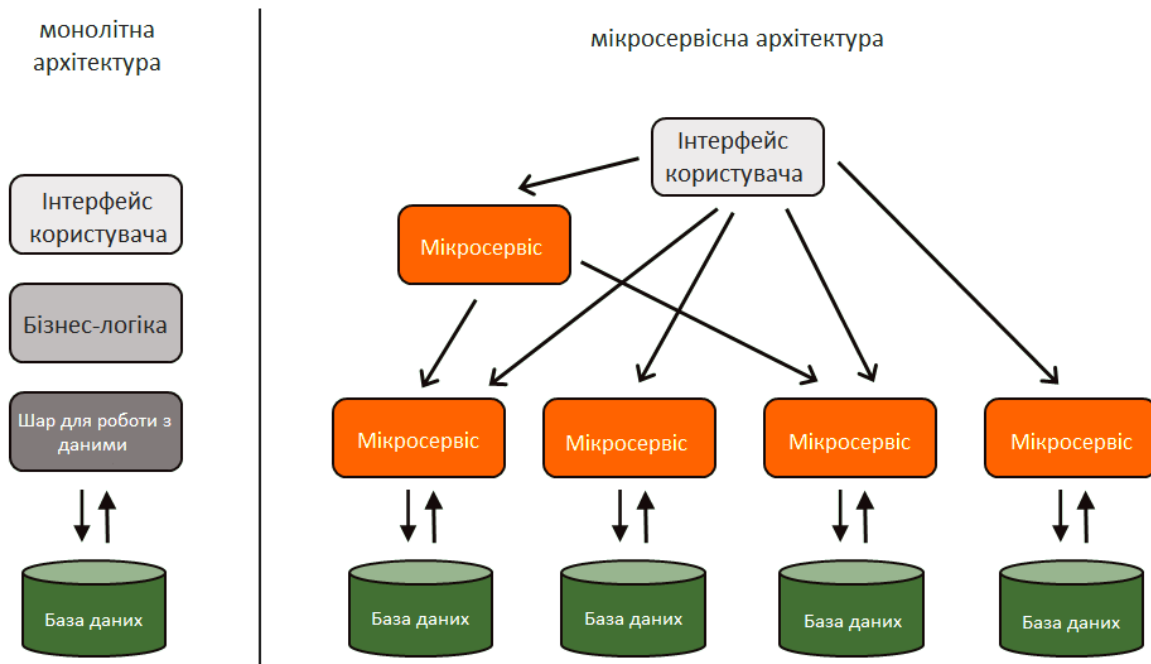 монолітна
архітектура
Інтерфейс
користувача
Бізнес-логіка
Шар для роботи з
даними
База даних
мікросервісна архітектура
Інтерфейс
користувача
Мікросервіс
Мікросервіс
Мікросервіс
Мікросервіс
Мікросервіс
База даних
База даних
База даних
База даних